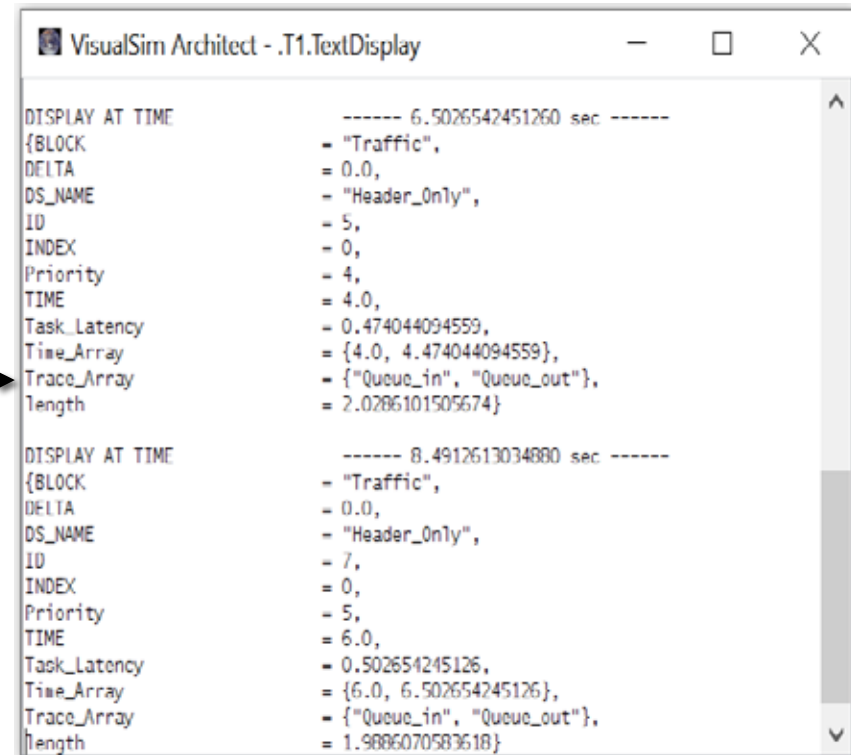 VisualSim Architect - .T1.TextDisplay
DISPLAY AT TIME ------ 6.5026542451260 sec ------
{BLOCK = "Traffic",
DELTA = 0.0,
DS_NAME = "Header_Only",
ID = 5,
INDEX = 0,
Priority = 4,
TIME = 4.0,
Task_Latency = 0.474044094559,
Time_Array = {4.0, 4.474044094559},
Trace_Array = {"Queue_in", "Queue_out"},
length = 2.0286101505674}
DISPLAY AT TIME ------ 8.4912613034880 sec ------
{BLOCK = "Traffic",
DELTA = 0.0,
DS_NAME = "Header_Only",
ID = 7,
INDEX = 0,
Priority = 5,
TIME = 6.0,
Task_Latency = 0.502654245126,
Time_Array = {6.0, 6.502654245126},
Trace_Array = {"Queue_in", "Queue_out"},
length = 1.9886070583618}